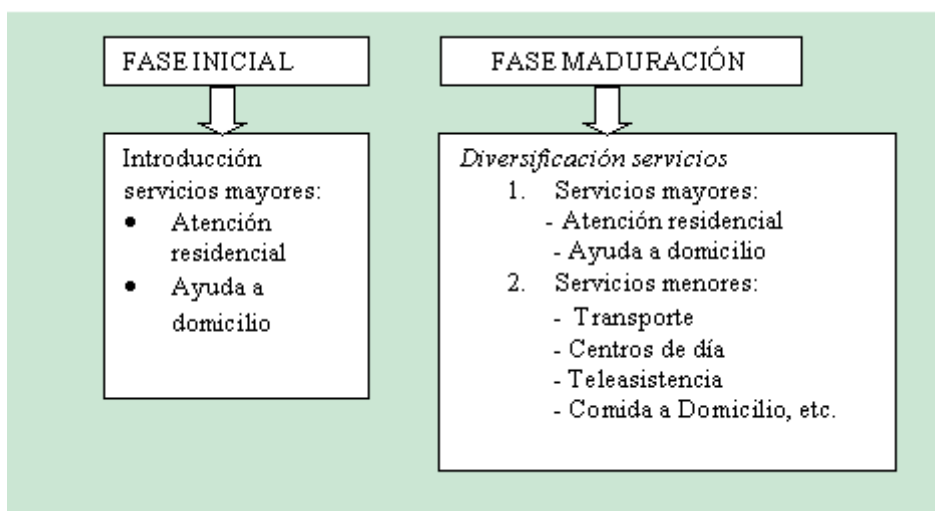 FASE INICIAL
Introducción
servicios mayores:
● Atención
residencial
● Ayuda a
domicilio
FASE MADURACIÓN
Diversificación servicios
1. Servicios mayores:
- Atención residencial
- Ayuda a domicilio
2. Servicios menores:
- Transporte
- Centros de día
- Teleasistencia
- Comida a Domicilio, etc.